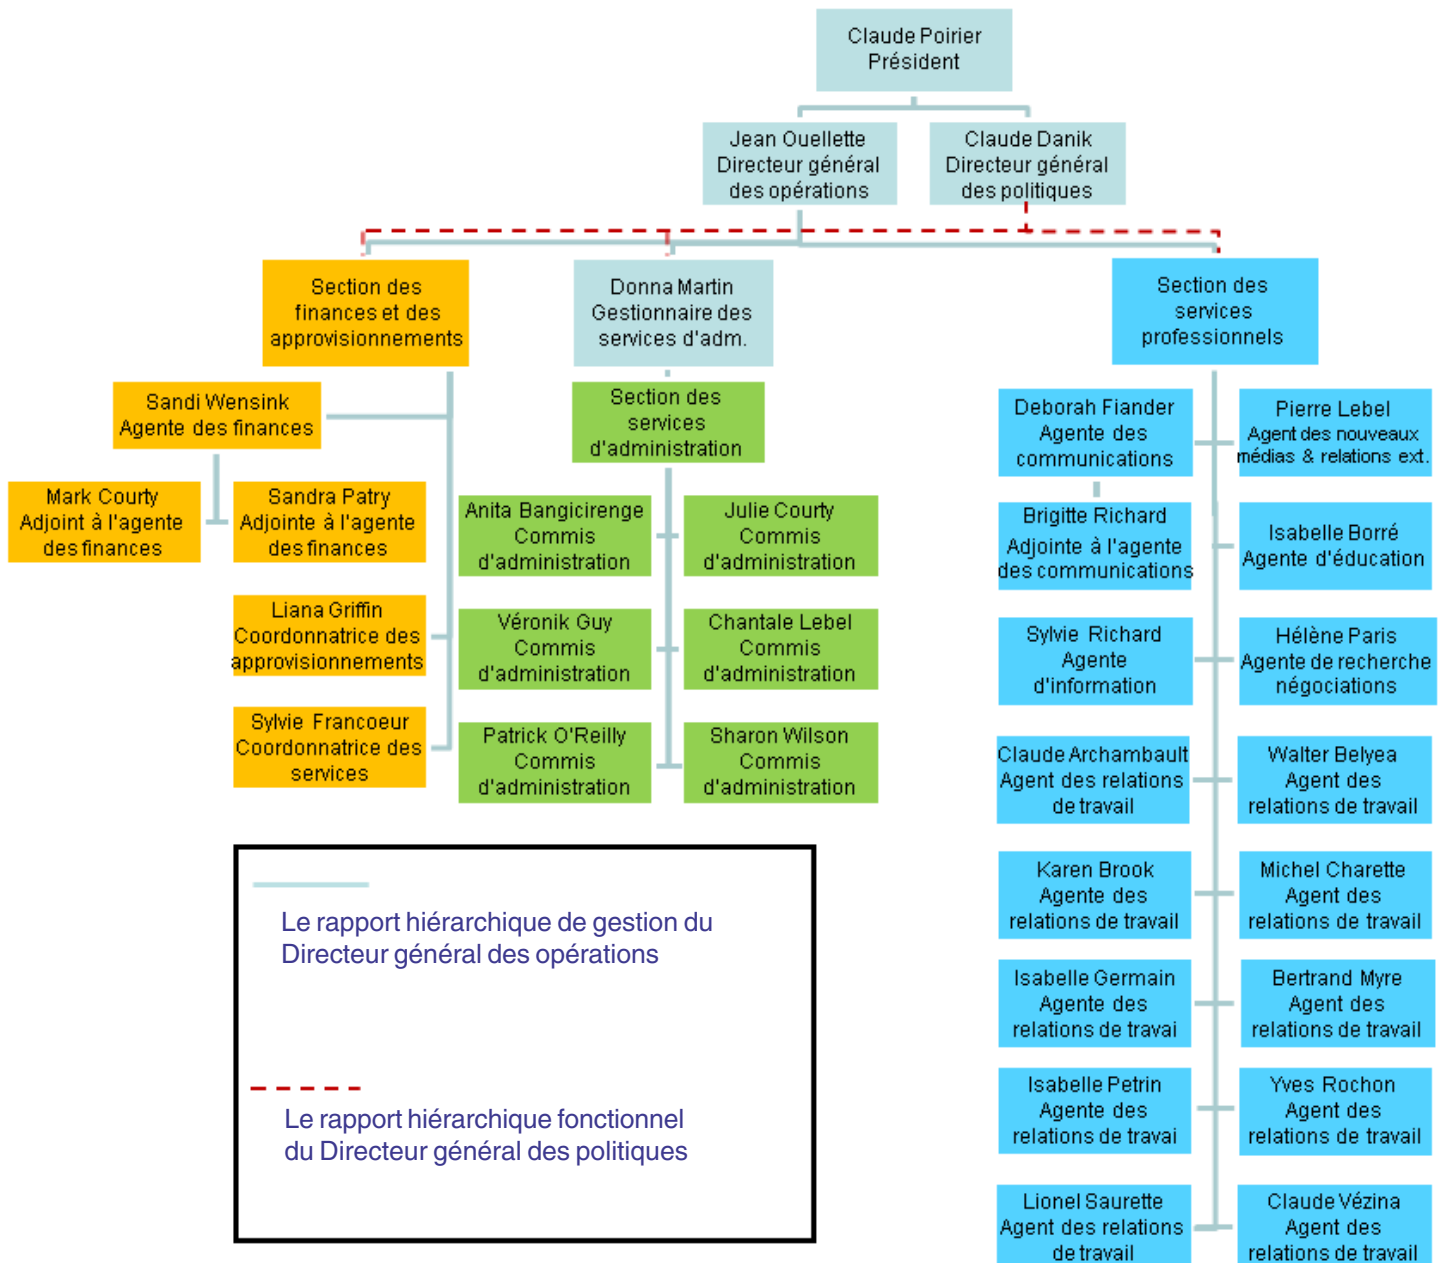 Claude Poirier
Président
Jean Ouellette
Directeur général
des opérations
Claude Danik
Directeur général
des politiques
Section des
finances et des
approvisionnements
Donna Martin
Gestionnaire des
services d'adm.
Section des
services
professionnels
Sandi Wensink
Agente des finances
Mark Courty
Adjoint à l'agente
des finances
Sandra Patry
Adjointe à l'agente
des finances
Liana Griffin
Coordonnatrice des
approvisionnements
Sylvie Francoeur
Coordonnatrice des
services
Section des
services
d'administration
Anita Bangicirenge
Commis
d'administration
Julie Courty
Commis
d'administration
Véronik Guy
Commis
d'administration
Chantale Lebel
Commis
d'administration
Patrick O'Reilly
Commis
d'administration
Sharon Wilson
Commis
d'administration
Deborah Fiander
Agente des
communications
Pierre Lebel
Agent des nouveaux
médias & relations ext.
Brigitte Richard
Adjointe à l'agente
des communications
Isabelle Borré
Agente d'éducation
Sylvie Richard
Agente
d'information
Hélène Paris
Agente de recherche
négociations
Claude Archambault
Agent des relations
de travail
Walter Belyea
Agent des
relations de travail
Karen Brook
Agente des
relations de travail
Michel Charette
Agent des
relations de travail
Isabelle Germain
Agente des
relations de travai
Bertrand Myre
Agent des
relations de travail
Isabelle Petrin
Agente des
relations de travai
Yves Rochon
Agent des
relations de travail
Lionel Saurette
Agent des relations
de travail
Claude Vézina
Agent des
relations de travail
Le rapport hiérarchique de gestion du
Directeur général des opérations
Le rapport hiérarchique fonctionnel
du Directeur général des politiques